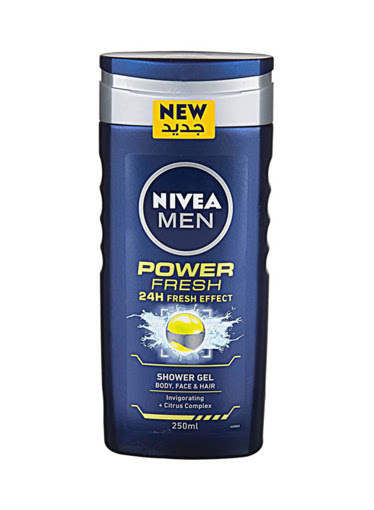 NEW
جديد
NIVEA
MEN
POWER
FRESH
24H FRESH EFFECT
SHOWER GEL
BODY, FACE & HAIR
Invigorating
+ Citrus Complex
250ml